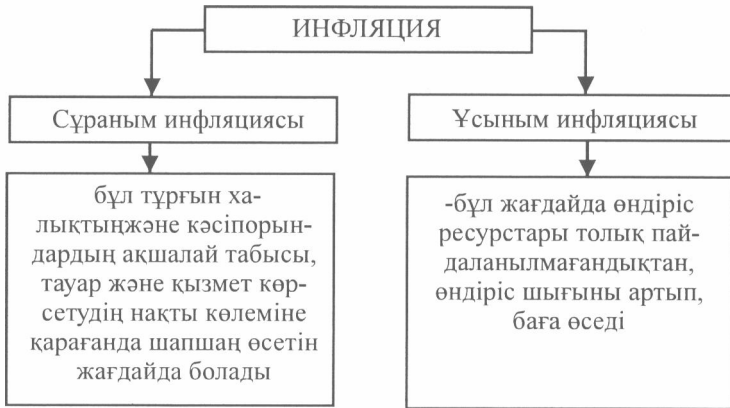 ИНФЛЯЦИЯ
Сұраным инфляциясы
Ұсыным инфляциясы
бұл тұрғын ха-
лықтыңжәне кәсіпорын-
дардың ақшалай табысы,
тауар және қызмет көр-
сетудің нақты көлеміне
қарағанда шапшаң өсетін
жағдайда болады
-бұл жағдайда өндіріс
ресурстары толық пай-
даланылмағандықтан,
өндіріс шығыны артып,
баға өседі